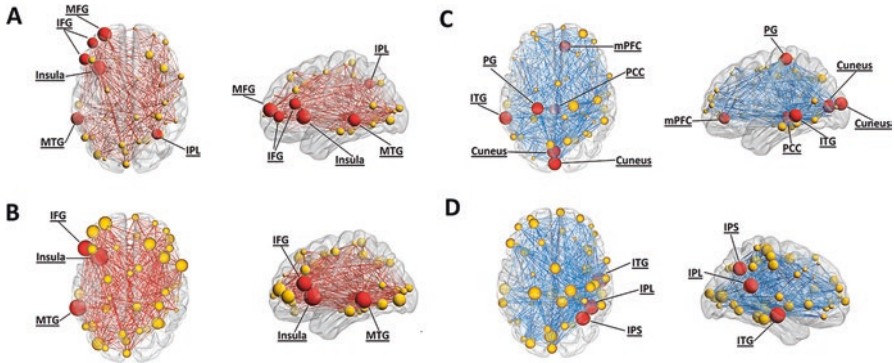 A
MFG
IFG
Insula
MTG
IPL
IPL
MFG
IFG
Insula
MTG
B
IFG
Insula
MTG
IFG
Insula
MTG
C
mPFC
PG
PCC
ITG
Cuneus
Cuneus
PG
Cuneus
mPFC
Cuneus
PCC
ITG
D
ITG
IPL
IPS
IPS
IPL
ITG